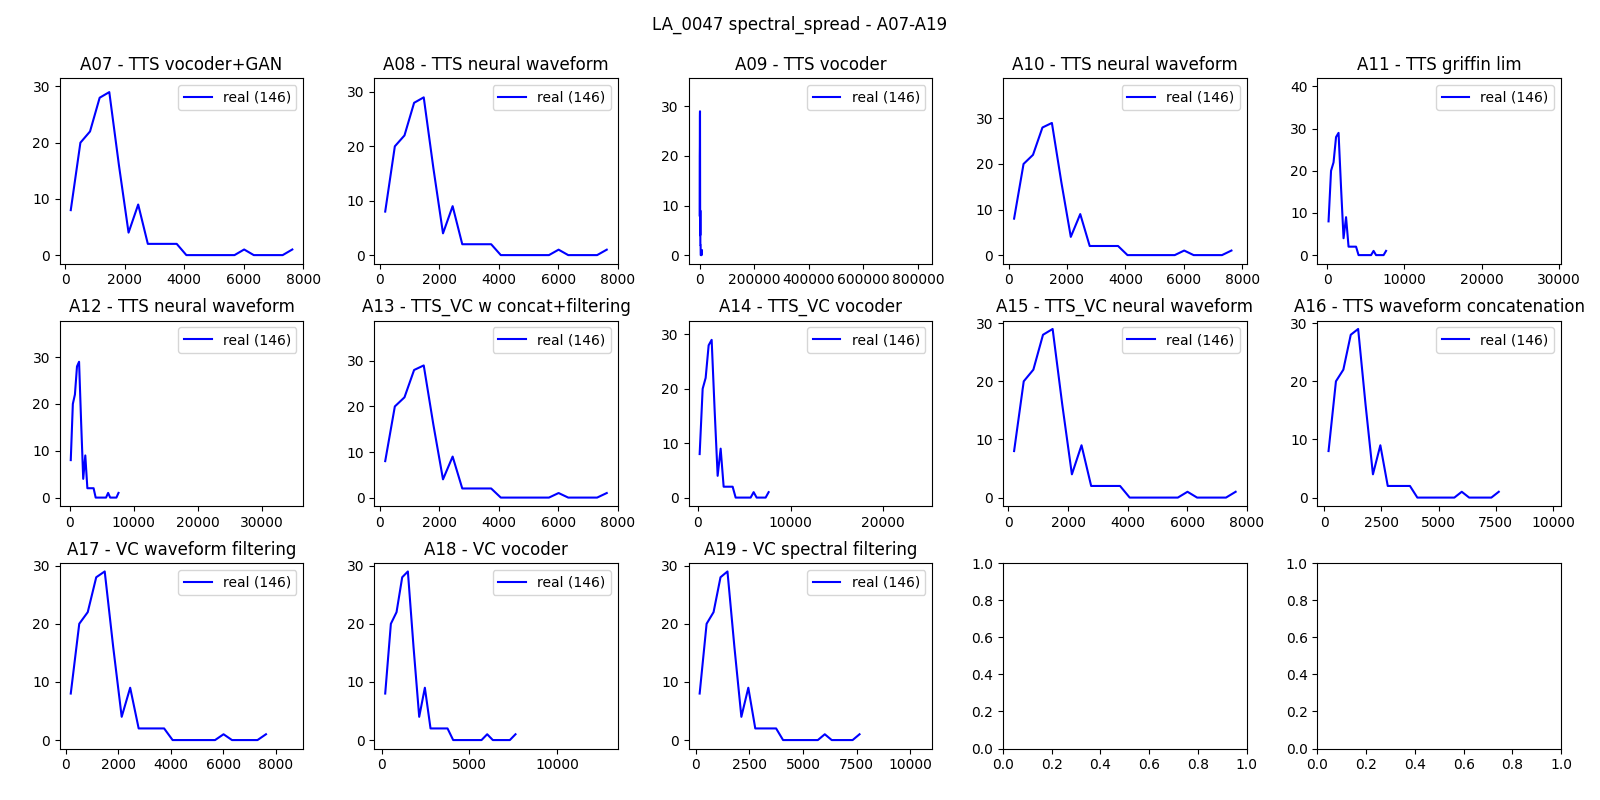 LA_0047 spectral_spread - A07-A19
A07 - TTS vocoder+GAN
real (146)
30
20
10
0
0 2000 4000 6000 8000
A08 - TTS neural waveform
real (146)
30
20
10
0
0 2000 4000 6000 8000
A09 - TTS vocoder
real (146)
30
20
10
0
0 200000 400000 600000 800000
A10 - TTS neural waveform
real (146)
30
20
10
0
0 2000 4000 6000 8000
A11 - TTS griffin lim
real (146)
40
30
20
10
0
0 10000 20000 30000
A12 - TTS neural waveform
real (146)
30
20
10
0
0 10000 20000 30000
A13 - TTS_VC w concat+filtering
real (146)
30
20
10
0
0 2000 4000 6000 8000
A14 - TTS_VC vocoder
real (146)
30
20
10
0
0 10000 20000
A15 - TTS_VC neural waveform
real (146)
30
20
10
0
0 2000 4000 6000 8000
A16 - TTS waveform concatenation
real (146)
30
20
10
0
0 2500 5000 7500 10000
A17 - VC waveform filtering
real (146)
30
20
10
0
0 2000 4000 6000 8000
A18 - VC vocoder
real (146)
30
20
10
0
0 5000 10000
A19 - VC spectral filtering
real (146)
30
20
10
0
0 2500 5000 7500 10000
1.0
0.8
0.6
0.4
0.2
0.0
0.0 0.2 0.4 0.6 0.8 1.0
1.0
0.8
0.6
0.4
0.2
0.0
0.0 0.2 0.4 0.6 0.8 1.0